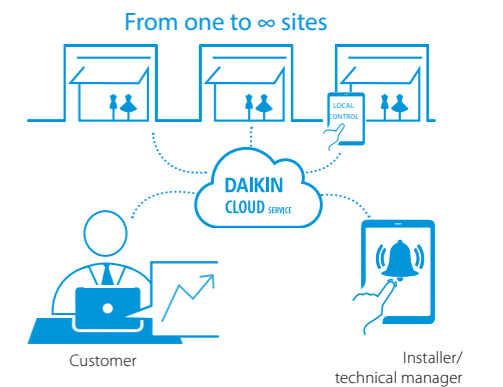 From one to ∞ sites
LOCAL
CONTROL
DAIKIN
CLOUD SERVICE
Customer
Installer/
technical manager